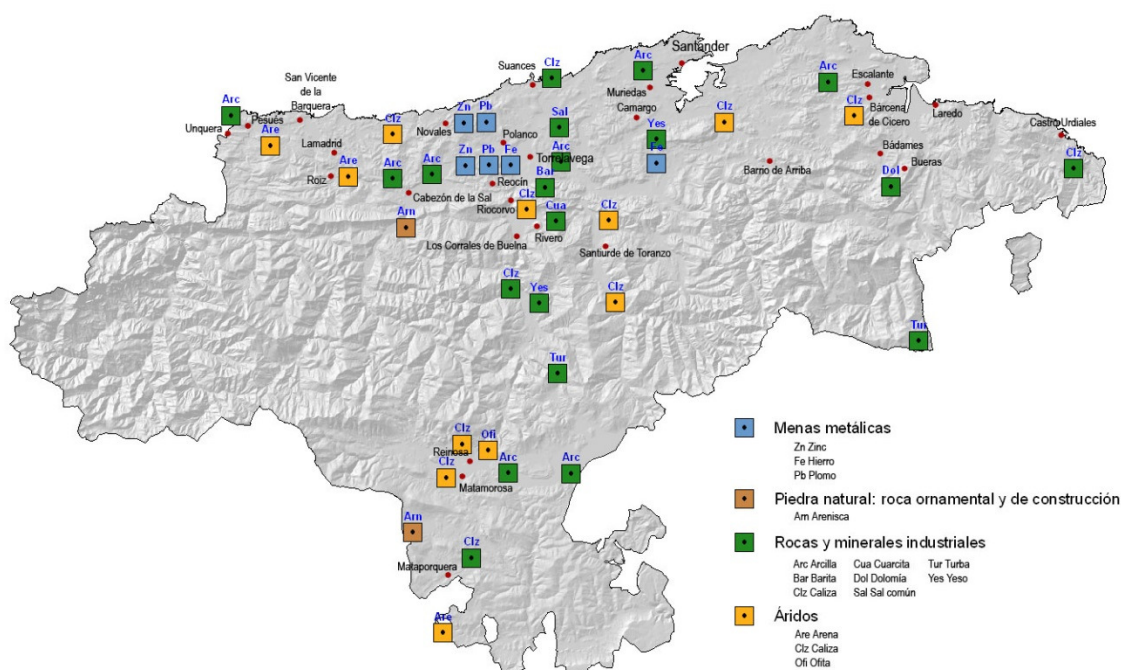 Santander
Suances
Clz
Arc
Arc
Escalante
San Vicente
de la
Barquera
Muriedas
Bárcena
de Cicero
Laredo
Arc
Pesués
Unquera
Are
Clz
Novales
Zn
Pb
Sal
Camargo
Clz
Clz
Castro Urdiales
Polanco
Yes
Lamadrid
Zn
Pb
Fe
Arc
Torrelavega
Fe
Barrio de Arriba
Bádames
Bueras
Clz
Roiz
Are
Arc
Arc
Reocín
Bar
Dol
Cabezón de la Sal
Riocorvo
Clz
Arn
Cua
Clz
Rivero
Los Corrales de Buelna
Santiurde de Toranzo
Clz
Yes
Clz
Tur
Tur
Clz
Ofi
Reinosa
Clz
Arc
Arc
Matamorosa
Arn
Clz
Mataporquera
Are
Menas metálicas
Zn Zinc
Fe Hierro
Pb Plomo
Piedra natural: roca ornamental y de construcción
Arn Arenisca
Rocas y minerales industriales
Arc Arcilla Cua Cuarcita Tur Turba
Bar Barita Dol Dolomía Yes Yeso
Clz Caliza Sal Sal común
Áridos
Are Arena
Clz Caliza
Ofi Ofita